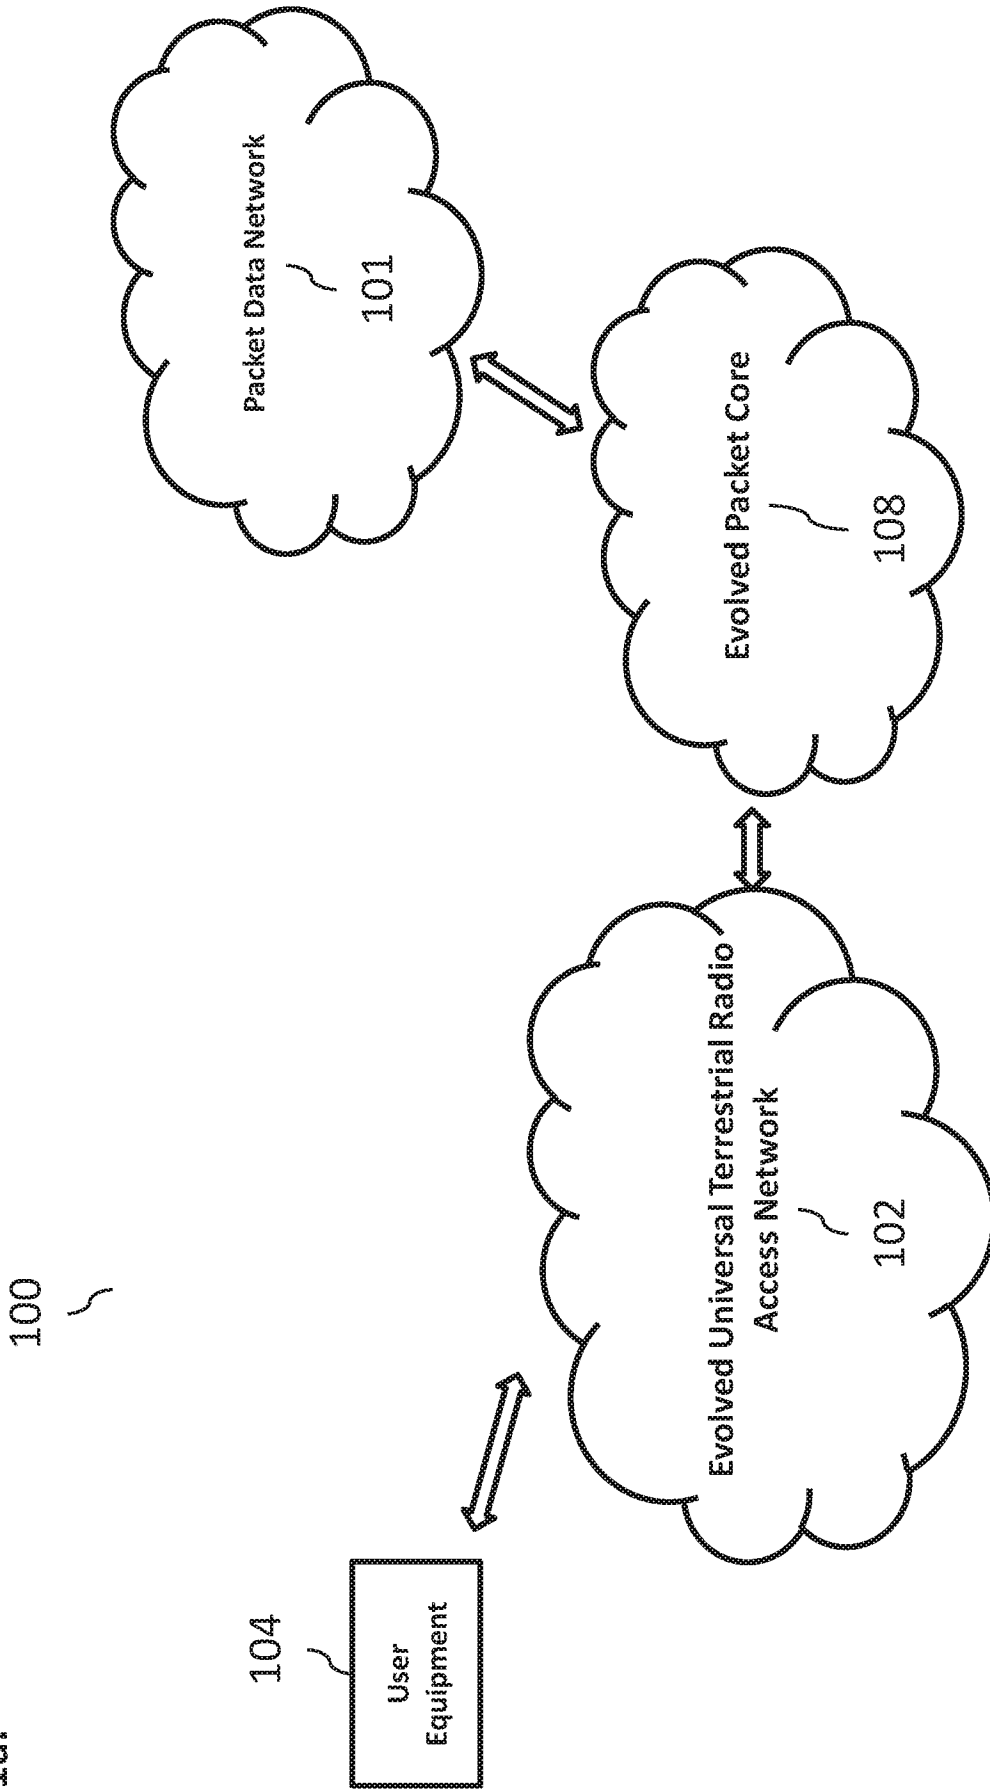 100
104
User
Equipment
Evolved Universal Terrestrial Radio
Access Network
102
Evolved Packet Core
108
Packet Data Network
101